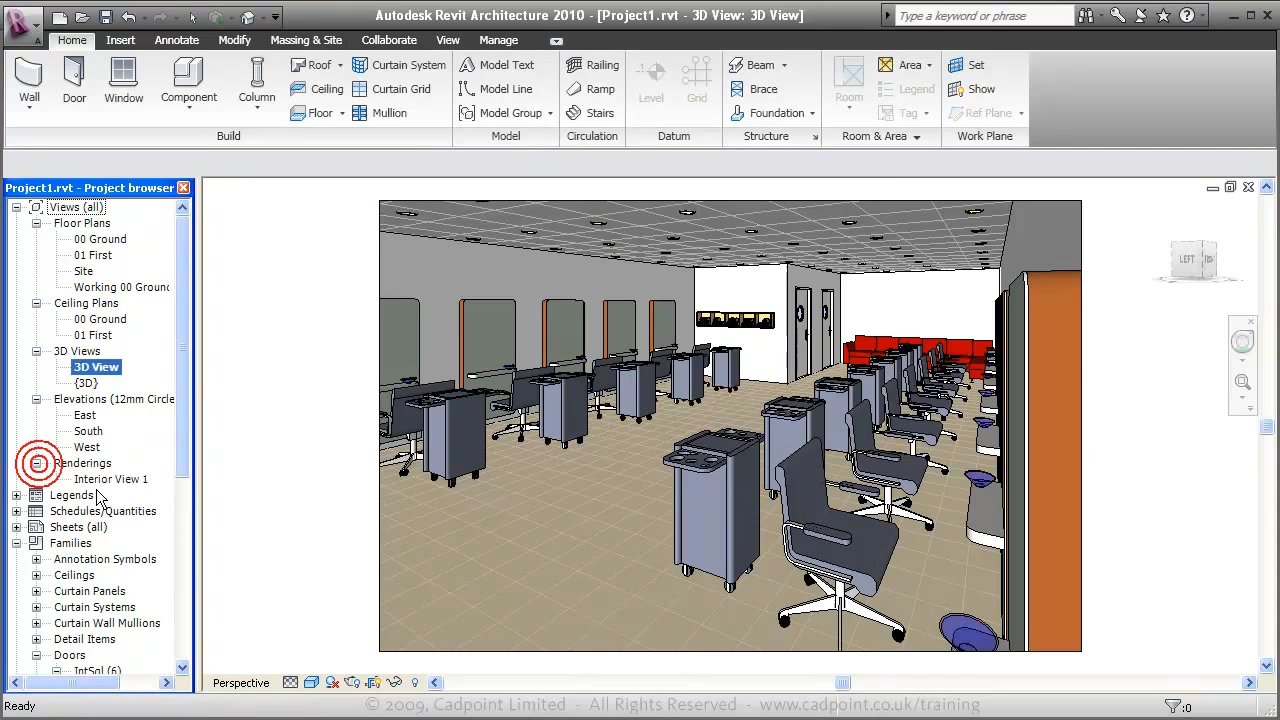 Autodesk Revit Architecture 2010 - [Project1.rvt - 3D View: 3D View]
Type a keyword or phrase
Home Insert Annotate Modify Massing & Site Collaborate View Manage
Roof Curtain System Model Text Railing Beam Area Set
Ceiling Curtain Grid Model Line Ramp Brace Legend Show
Wall Door Window Component Column Level Grid Room
Floor Mullion Model Group Stairs Foundation Tag Ref Plane
Build Model Circulation Datum Structure Room & Area Work Plane
Project1.rvt - Project browser
Views (all)
Floor Plans
00 Ground
01 First
Site
Working 00 Ground
Ceiling Plans
00 Ground
01 First
3D Views
3D View
{3D}
Elevations (12mm Circle
East
South
West
Renderings
Interior View 1
Legends
Schedules/Quantities
Sheets (all)
Families
Annotation Symbols
Ceilings
Curtain Panels
Curtain Systems
Curtain Wall Mullions
Detail Items
Doors
IntSgl (6)
LEFT
Perspective
Ready
© 2009, Cadpoint Limited - All Rights Reserved - www.cadpoint.co.uk/training
:0